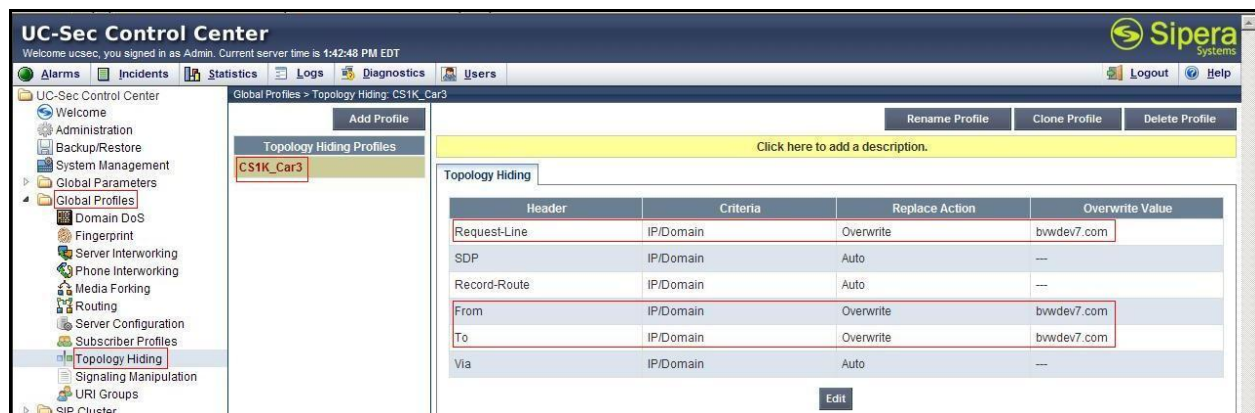 UC-Sec Control Center
Sipera
Systems
Welcome ucsec, you signed in as Admin. Current server time is 1:42:48 PM EDT
Alarms Incidents Statistics Logs Diagnostics Users Logout Help
UC-Sec Control Center
Welcome
Administration
Backup/Restore
System Management
Global Parameters
Global Profiles
Domain DoS
Fingerprint
Server Interworking
Phone Interworking
Media Forking
Routing
Server Configuration
Subscriber Profiles
Topology Hiding
Signaling Manipulation
URI Groups
SIP Cluster
Global Profiles > Topology Hiding: CS1K_Car3
Add Profile
Topology Hiding Profiles
CS1K_Car3
Rename Profile Clone Profile Delete Profile
Click here to add a description.
Topology Hiding
Header Criteria Replace Action Overwrite Value
Request-Line IP/Domain Overwrite bvwdev7.com
SDP IP/Domain Auto ---
Record-Route IP/Domain Auto ---
From IP/Domain Overwrite bvwdev7.com
To IP/Domain Overwrite bvwdev7.com
Via IP/Domain Auto ---
Edit